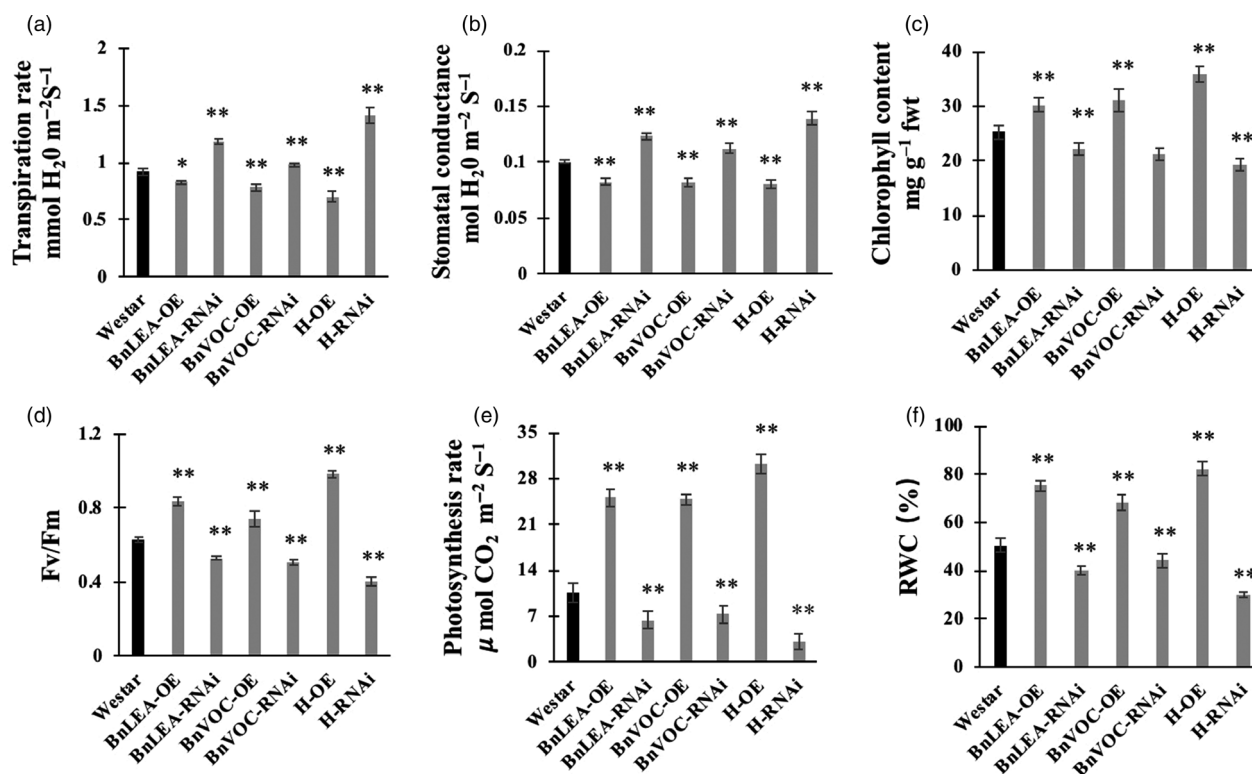 (a)
Transpiration rate
mmol H₂0 m⁻²S⁻¹
2
1.5
1
0.5
0
*
**
**
**
**
**
Westar
BnLEA-OE
BnLEA-RNAi
BnVOC-OE
BnVOC-RNAi
H-OE
H-RNAi
(b)
Stomatal conductance
mol H₂0 m⁻² S⁻¹
0.2
0.15
0.1
0.05
0
**
**
**
**
**
**
Westar
BnLEA-OE
BnLEA-RNAi
BnVOC-OE
BnVOC-RNAi
H-OE
H-RNAi
(c)
Chlorophyll content
mg g⁻¹ fwt
40
30
20
10
0
**
**
**
**
**
Westar
BnLEA-OE
BnLEA-RNAi
BnVOC-OE
BnVOC-RNAi
H-OE
H-RNAi
(d)
Fv/Fm
1.2
0.8
0.4
0
**
**
**
**
**
**
Westar
BnLEA-OE
BnLEA-RNAi
BnVOC-OE
BnVOC-RNAi
H-OE
H-RNAi
(e)
Photosynthesis rate
μ mol CO₂ m⁻² S⁻¹
35
28
21
14
7
0
**
**
**
**
**
**
Westar
BnLEA-OE
BnLEA-RNAi
BnVOC-OE
BnVOC-RNAi
H-OE
H-RNAi
(f)
RWC (%)
100
80
60
40
20
0
**
**
**
**
**
**
Westar
BnLEA-OE
BnLEA-RNAi
BnVOC-OE
BnVOC-RNAi
H-OE
H-RNAi